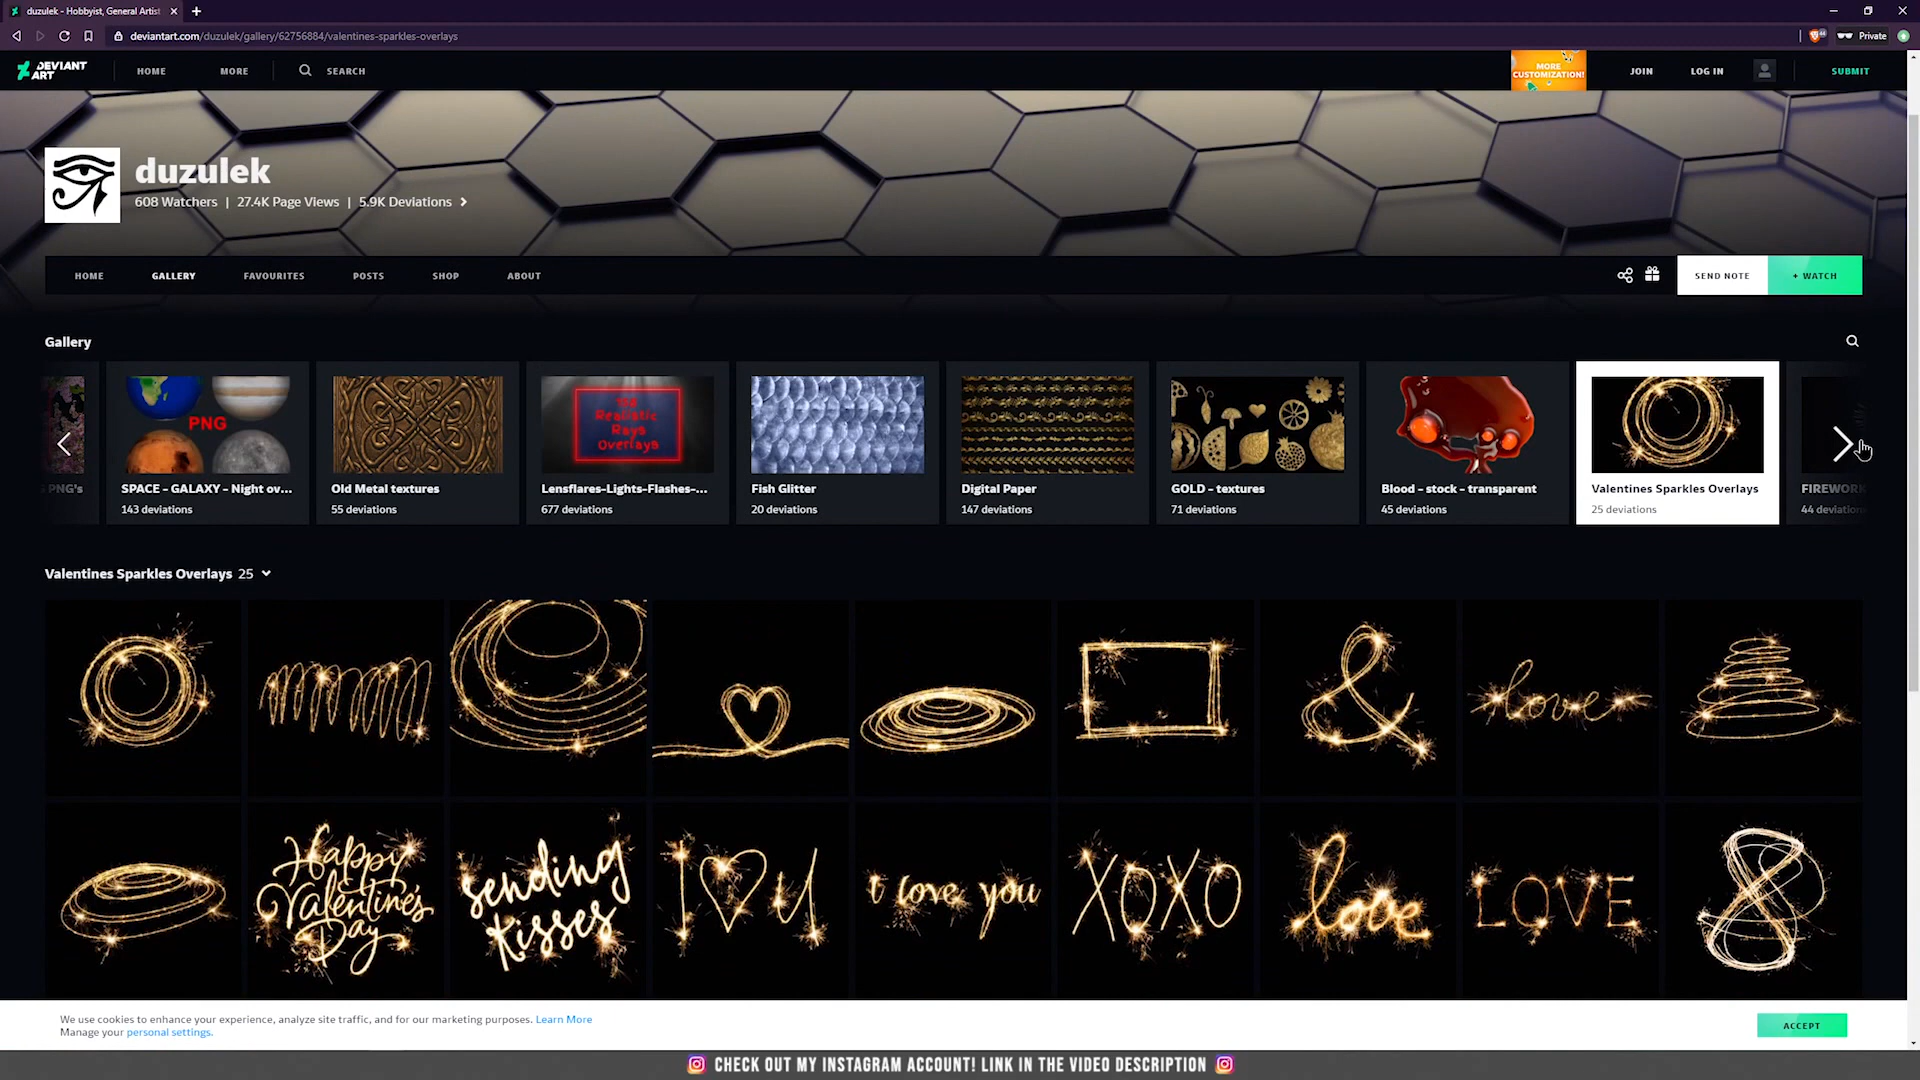 duzulek - Hobbyist, General Artist
deviantart.com/duzulek/gallery/62756884/valentines-sparkles-overlays
Private
DEVIANT ART
HOME
MORE
SEARCH
MORE CUSTOMIZATION!
JOIN
LOG IN
SUBMIT
duzulek
608 Watchers | 27.4K Page Views | 5.9K Deviations
HOME
GALLERY
FAVOURITES
POSTS
SHOP
ABOUT
SEND NOTE
+ WATCH
Gallery
PNG
Realistic
Rays
Overlays
PNG's
SPACE - GALAXY - Night ov...
Old Metal textures
Lensflares-Lights-Flashes-...
Fish Glitter
Digital Paper
GOLD - textures
Blood - stock - transparent
Valentines Sparkles Overlays
FIREWOR
143 deviations
55 deviations
677 deviations
20 deviations
147 deviations
71 deviations
45 deviations
25 deviations
44 deviation
Valentines Sparkles Overlays 25
&
love
Happy Valentine's Day
sending kisses
I U
i love you
XOXO
love
LOVE
8
We use cookies to enhance your experience, analyze site traffic, and for our marketing purposes. Learn More
Manage your personal settings.
ACCEPT
CHECK OUT MY INSTAGRAM ACCOUNT! LINK IN THE VIDEO DESCRIPTION